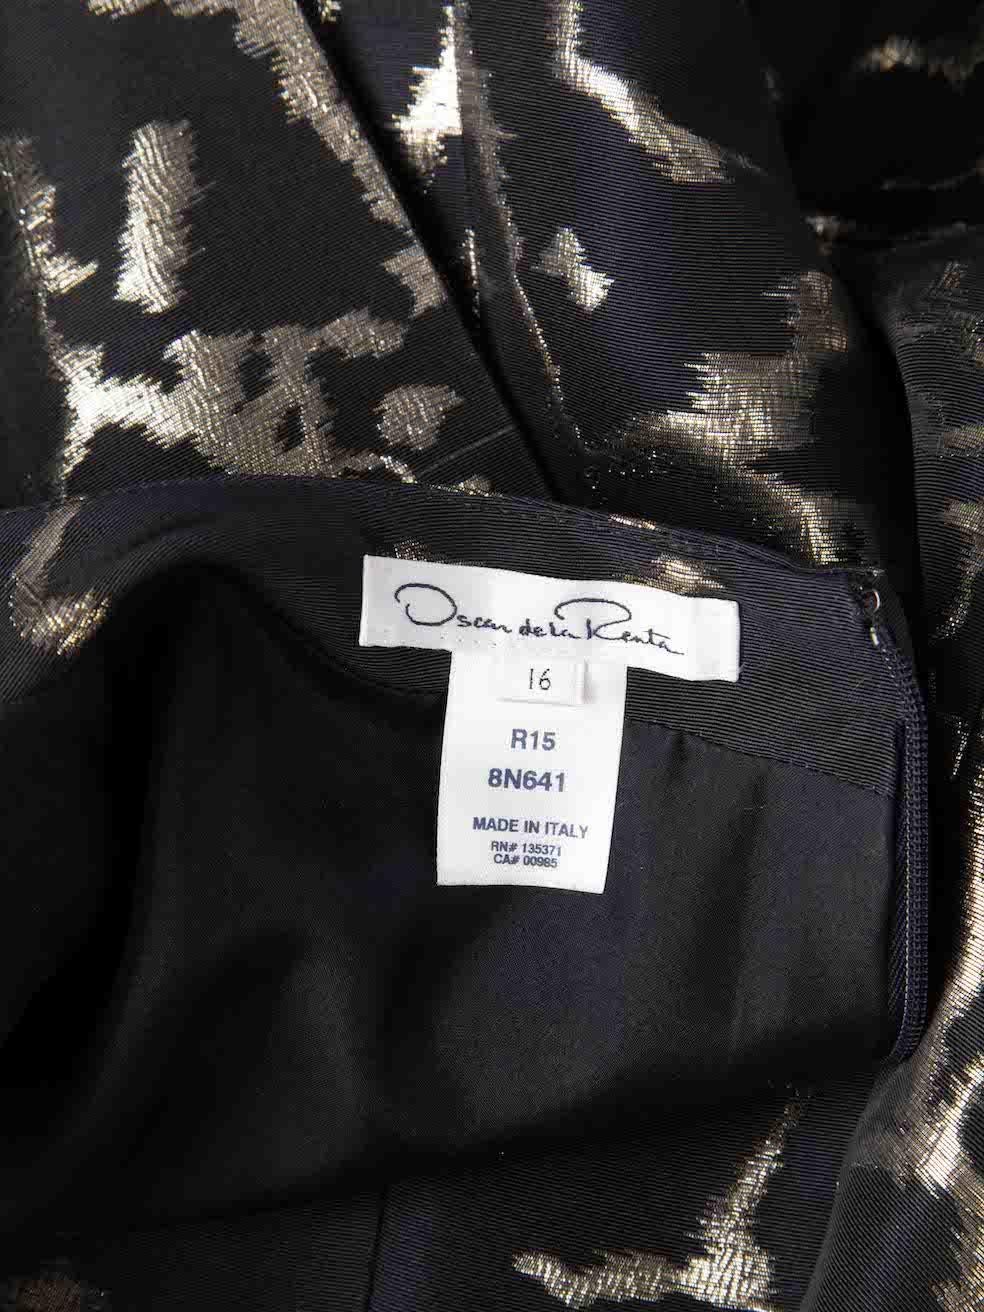 Oscar de la Renta
16
R15
8N641
MADE IN ITALY
RN# 135371
CA# 00985